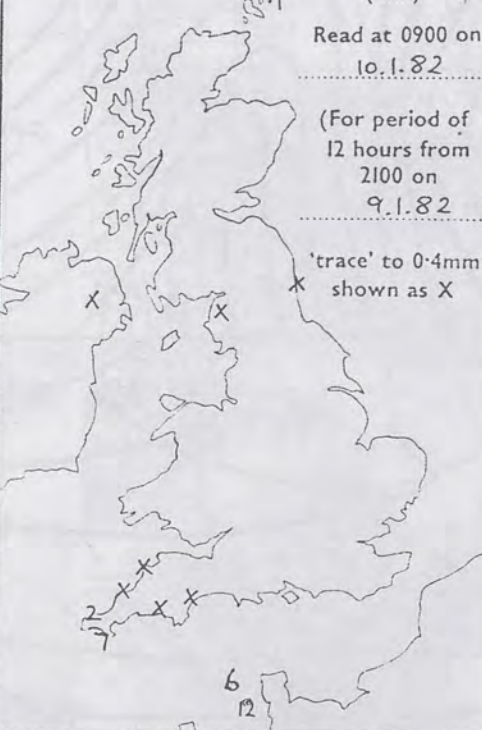 Read at 0900 on
10.1.82
(For period of
12 hours from
2100 on
9.1.82
'trace' to 0·4mm
shown as X
X
X
X
X
X
X
X
2
7
6
12